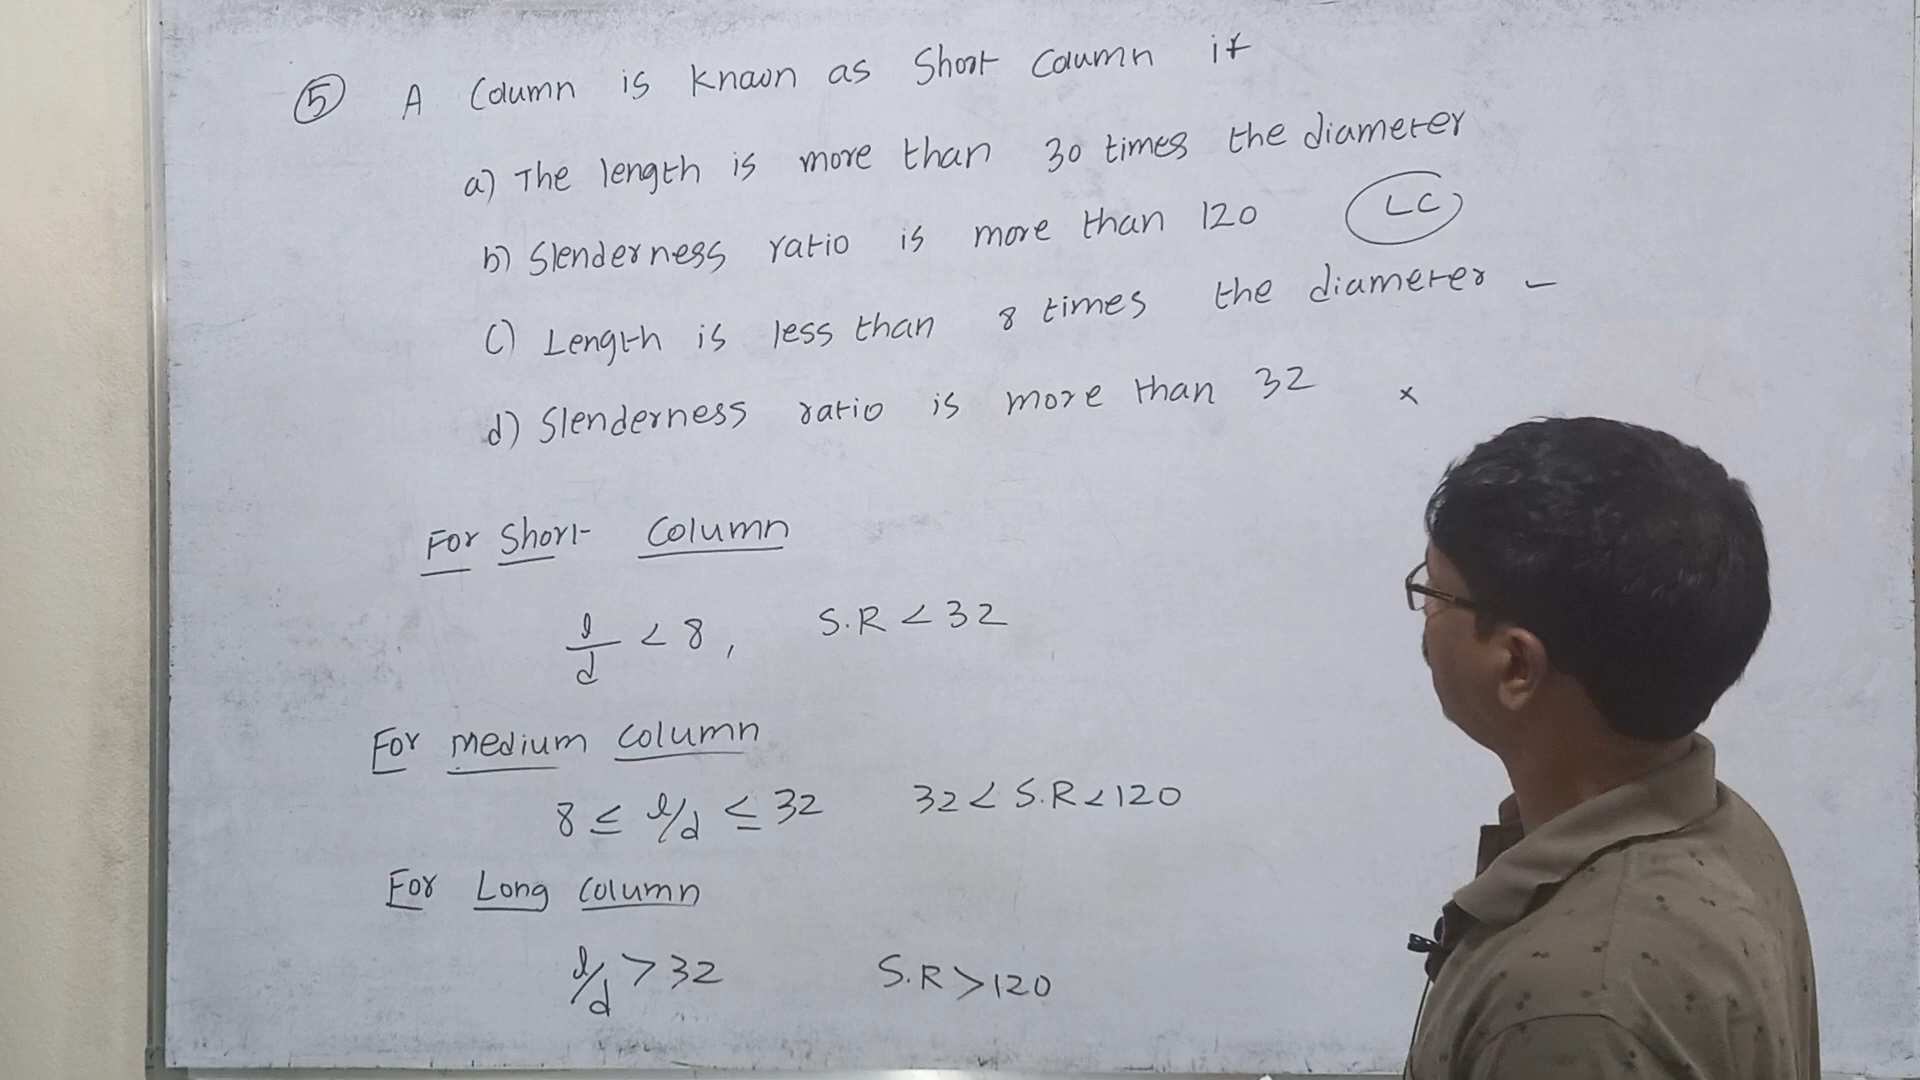 ⑤ A Column is known as Short Column if
a) The length is more than 30 times the diameter
b) Slenderness ratio is more than 120 LC
c) Length is less than 8 times the diameter –
d) Slenderness ratio is more than 32 ×
For Short Column
l/d < 8, S.R < 32
For medium column
8 ≤ l/d ≤ 32 32 < S.R < 120
For Long column
l/d > 32 S.R > 120